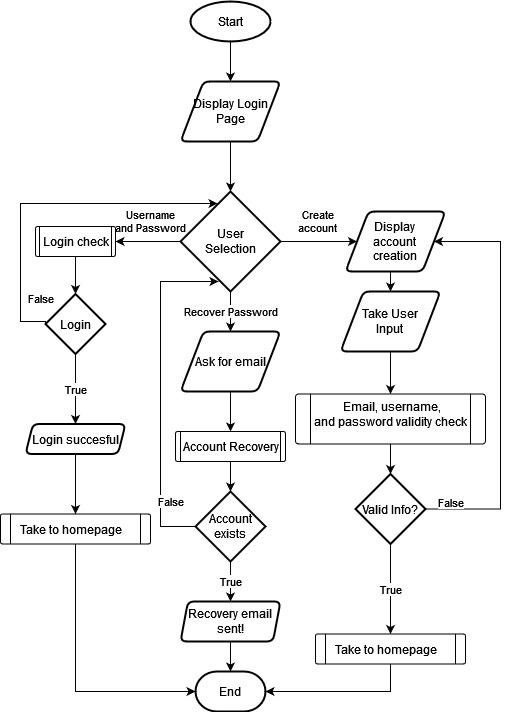 Start
Display Login
Page
Username
and Password
User
Selection
Create
account
Display
account
creation
Login check
False
Login
Recover Password
Take User
Input
Ask for email
True
Email, username,
and password validity check
Login succesful
Account Recovery
False
Valid Info?
False
Take to homepage
Account
exists
True
True
Recovery email
sent!
Take to homepage
End